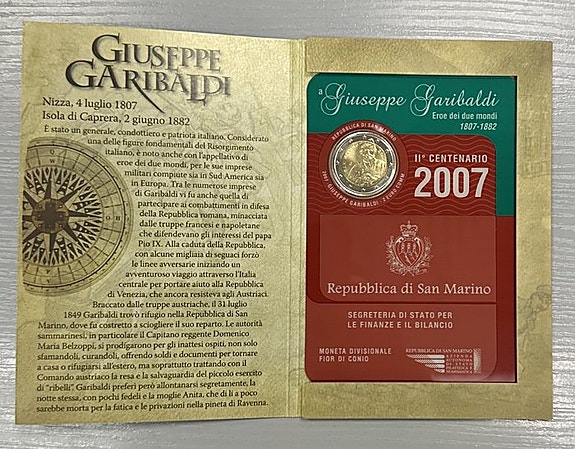 GIUSEPPE
GARIBALDI
Nizza, 4 luglio 1807
Isola di Caprera, 2 giugno 1882
È stato un generale, condottiero e patriota italiano. Considerato
una delle figure fondamentali del Risorgimento
italiano, è noto anche con l'appellativo di
eroe dei due mondi, per le sue imprese
militari compiute sia in Sud America sia
in Europa. Tra le numerose imprese
di Garibaldi vi fu anche quella di
partecipare ai combattimenti in difesa
della Repubblica romana, minacciata
dalle truppe francesi e napoletane
che difendevano gli interessi del papa
Pio IX. Alla caduta della Repubblica,
con alcune migliaia di seguaci forzò
le linee avversarie iniziando un
avventuroso viaggio attraverso l'Italia
centrale per portare aiuto alla Repubblica
di Venezia, che ancora resisteva agli Austriaci.
Braccato dalle truppe austriache, il 31 luglio
1849 Garibaldi trovò rifugio nella Repubblica di San
Marino, dove fu costretto a sciogliere il suo reparto. Le autorità
sammarinesi, in particolare il Capitano reggente Domenico
Maria Belzoppi, si prodigarono per gli inattesi ospiti, non solo
sfamandoli, curandoli, offrendo soldi e documenti per tornare
a casa o rifugiarsi all'estero, ma soprattutto trattando con il
Comando austriaco la resa e la salvaguardia del piccolo esercito
di "ribelli". Garibaldi preferì però allontanarsi segretamente, la
notte stessa, con pochi fedeli e la moglie Anita, che di lì a poco
sarebbe morta per la fatica e le privazioni nella pineta di Ravenna.
a Giuseppe Garibaldi
Eroe dei due mondi
1807-1882
REPUBBLICA DI SAN MARINO
2007 - GIUSEPPE GARIBALDI - 2 EURO COMM.
II° CENTENARIO
2007
Repubblica di San Marino
SEGRETERIA DI STATO PER
LE FINANZE E IL BILANCIO
MONETA DIVISIONALE
FIOR DI CONIO
REPUBBLICA DI SAN MARINO
AZIENDA
AUTONOMA
DI STATO
FILATELICA E
NUMISMATICA